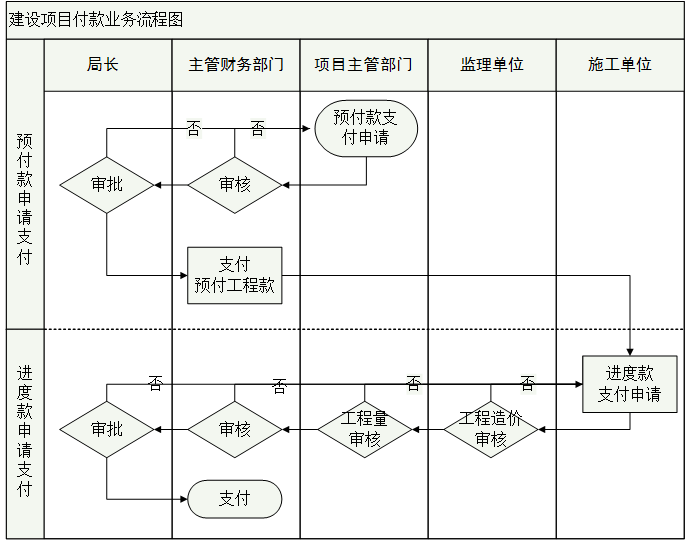 建设项目付款业务流程图
局长
主管财务部门
项目主管部门
监理单位
施工单位
预付款申请支付
否
否
预付款支
付申请
审批
审核
支付
预付工程款
进度款申请支付
否
否
否
否
进度款
支付申请
审批
审核
工程量
审核
工程造价
审核
支付